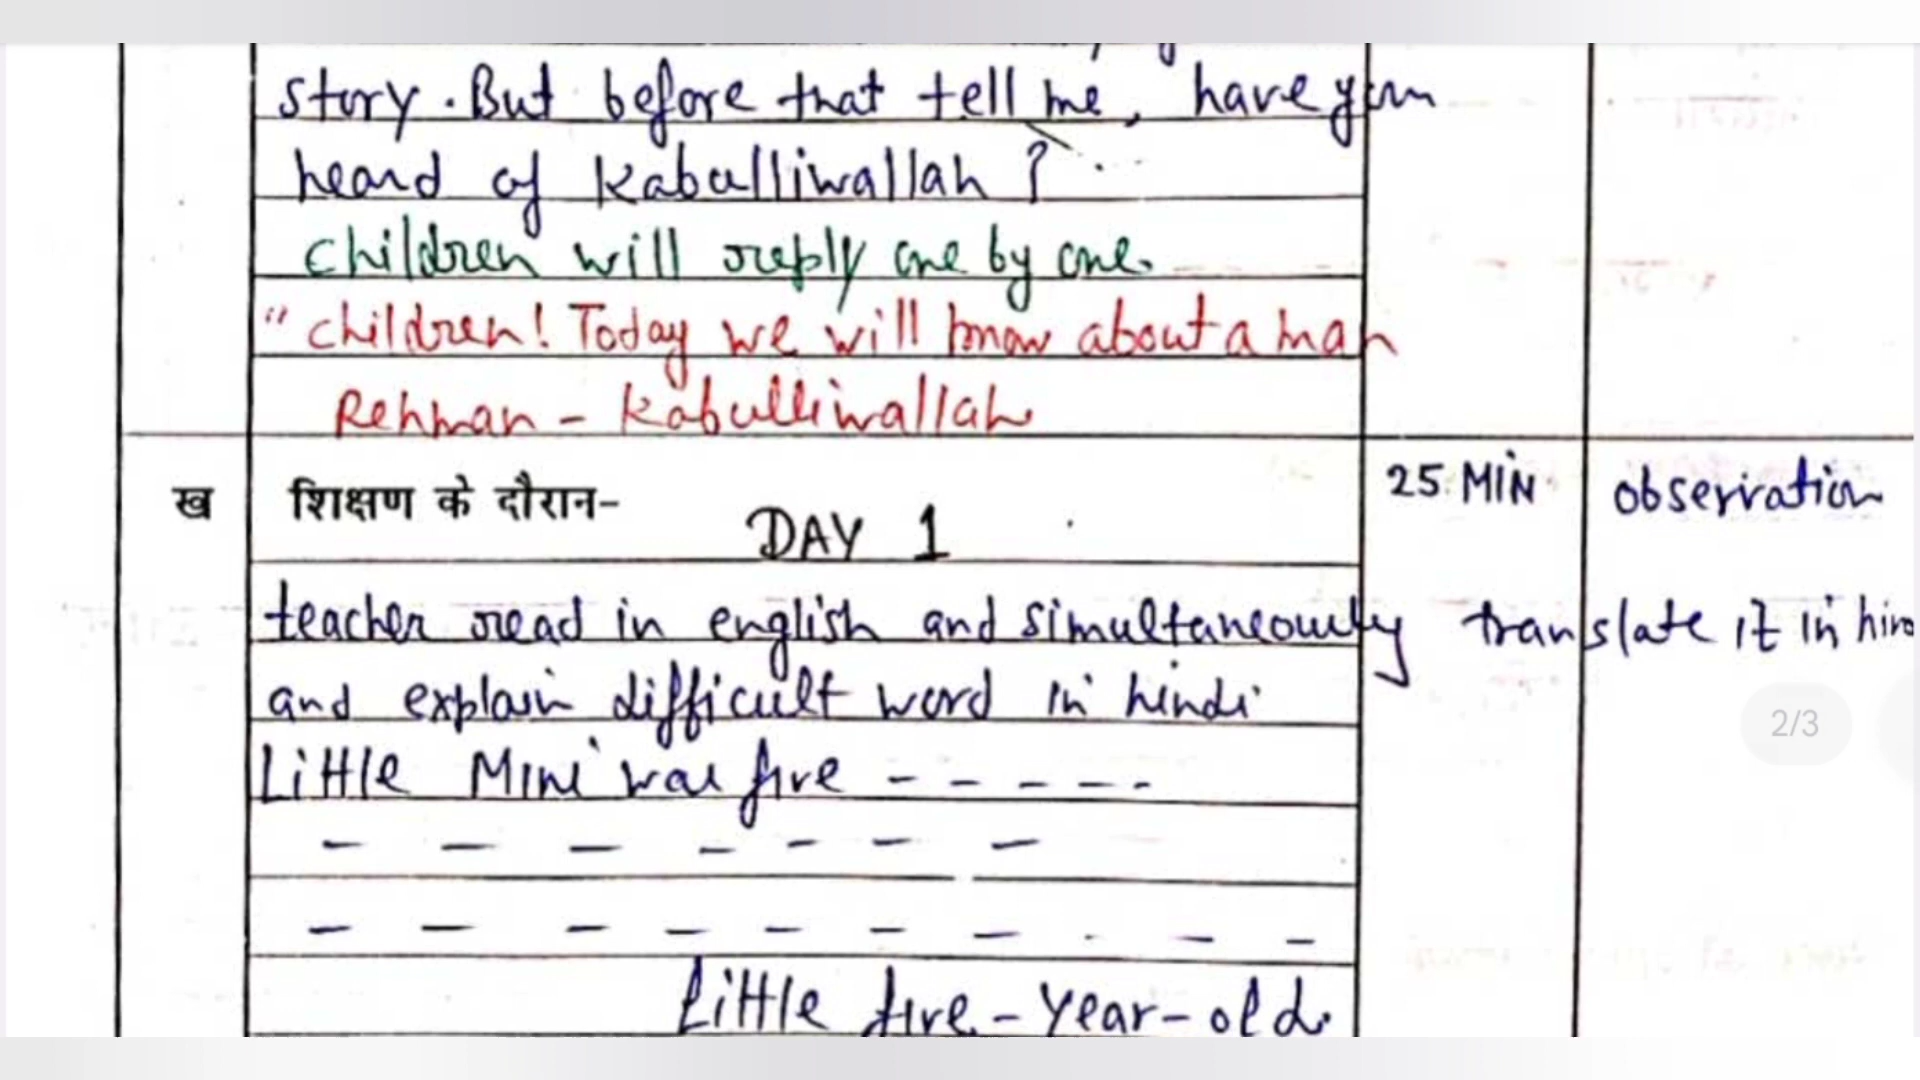 story. But before that tell me, have you
heard of Kabulliwallah ?
children will reply one by one.
"children! Today we will know about a man
Rehman - Kabulliwallah
ख शिक्षण के दौरान- 25 MIN observation
DAY 1
teacher read in english and simultaneously translate it in
and explain difficult word in hindi
Little Mini was five - - - - -
- - - - - - -
- - - - - - - - - -
Little five-year-old.
2/3